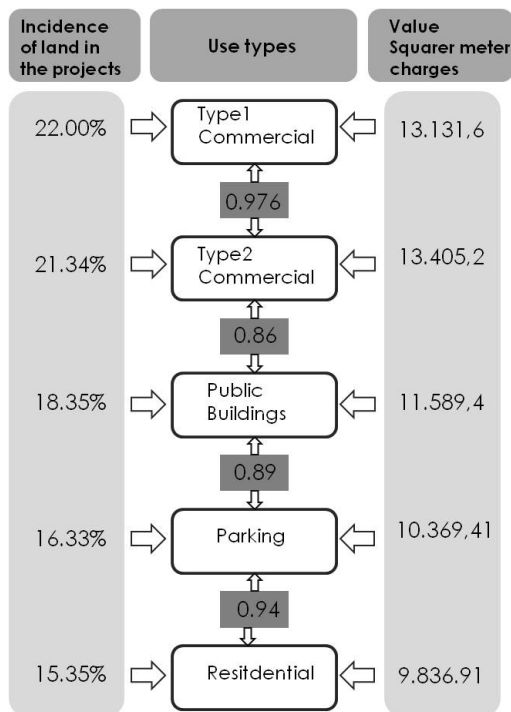 Incidence
of land in
the projects
Use types
Value
Squarer meter
charges
22.00%
Type1
Commercial
13.131,6
0.976
21.34%
Type2
Commercial
13.405,2
0.86
18.35%
Public
Buildings
11.589,4
0.89
16.33%
Parking
10.369,41
0.94
15.35%
Resitdential
9.836.91